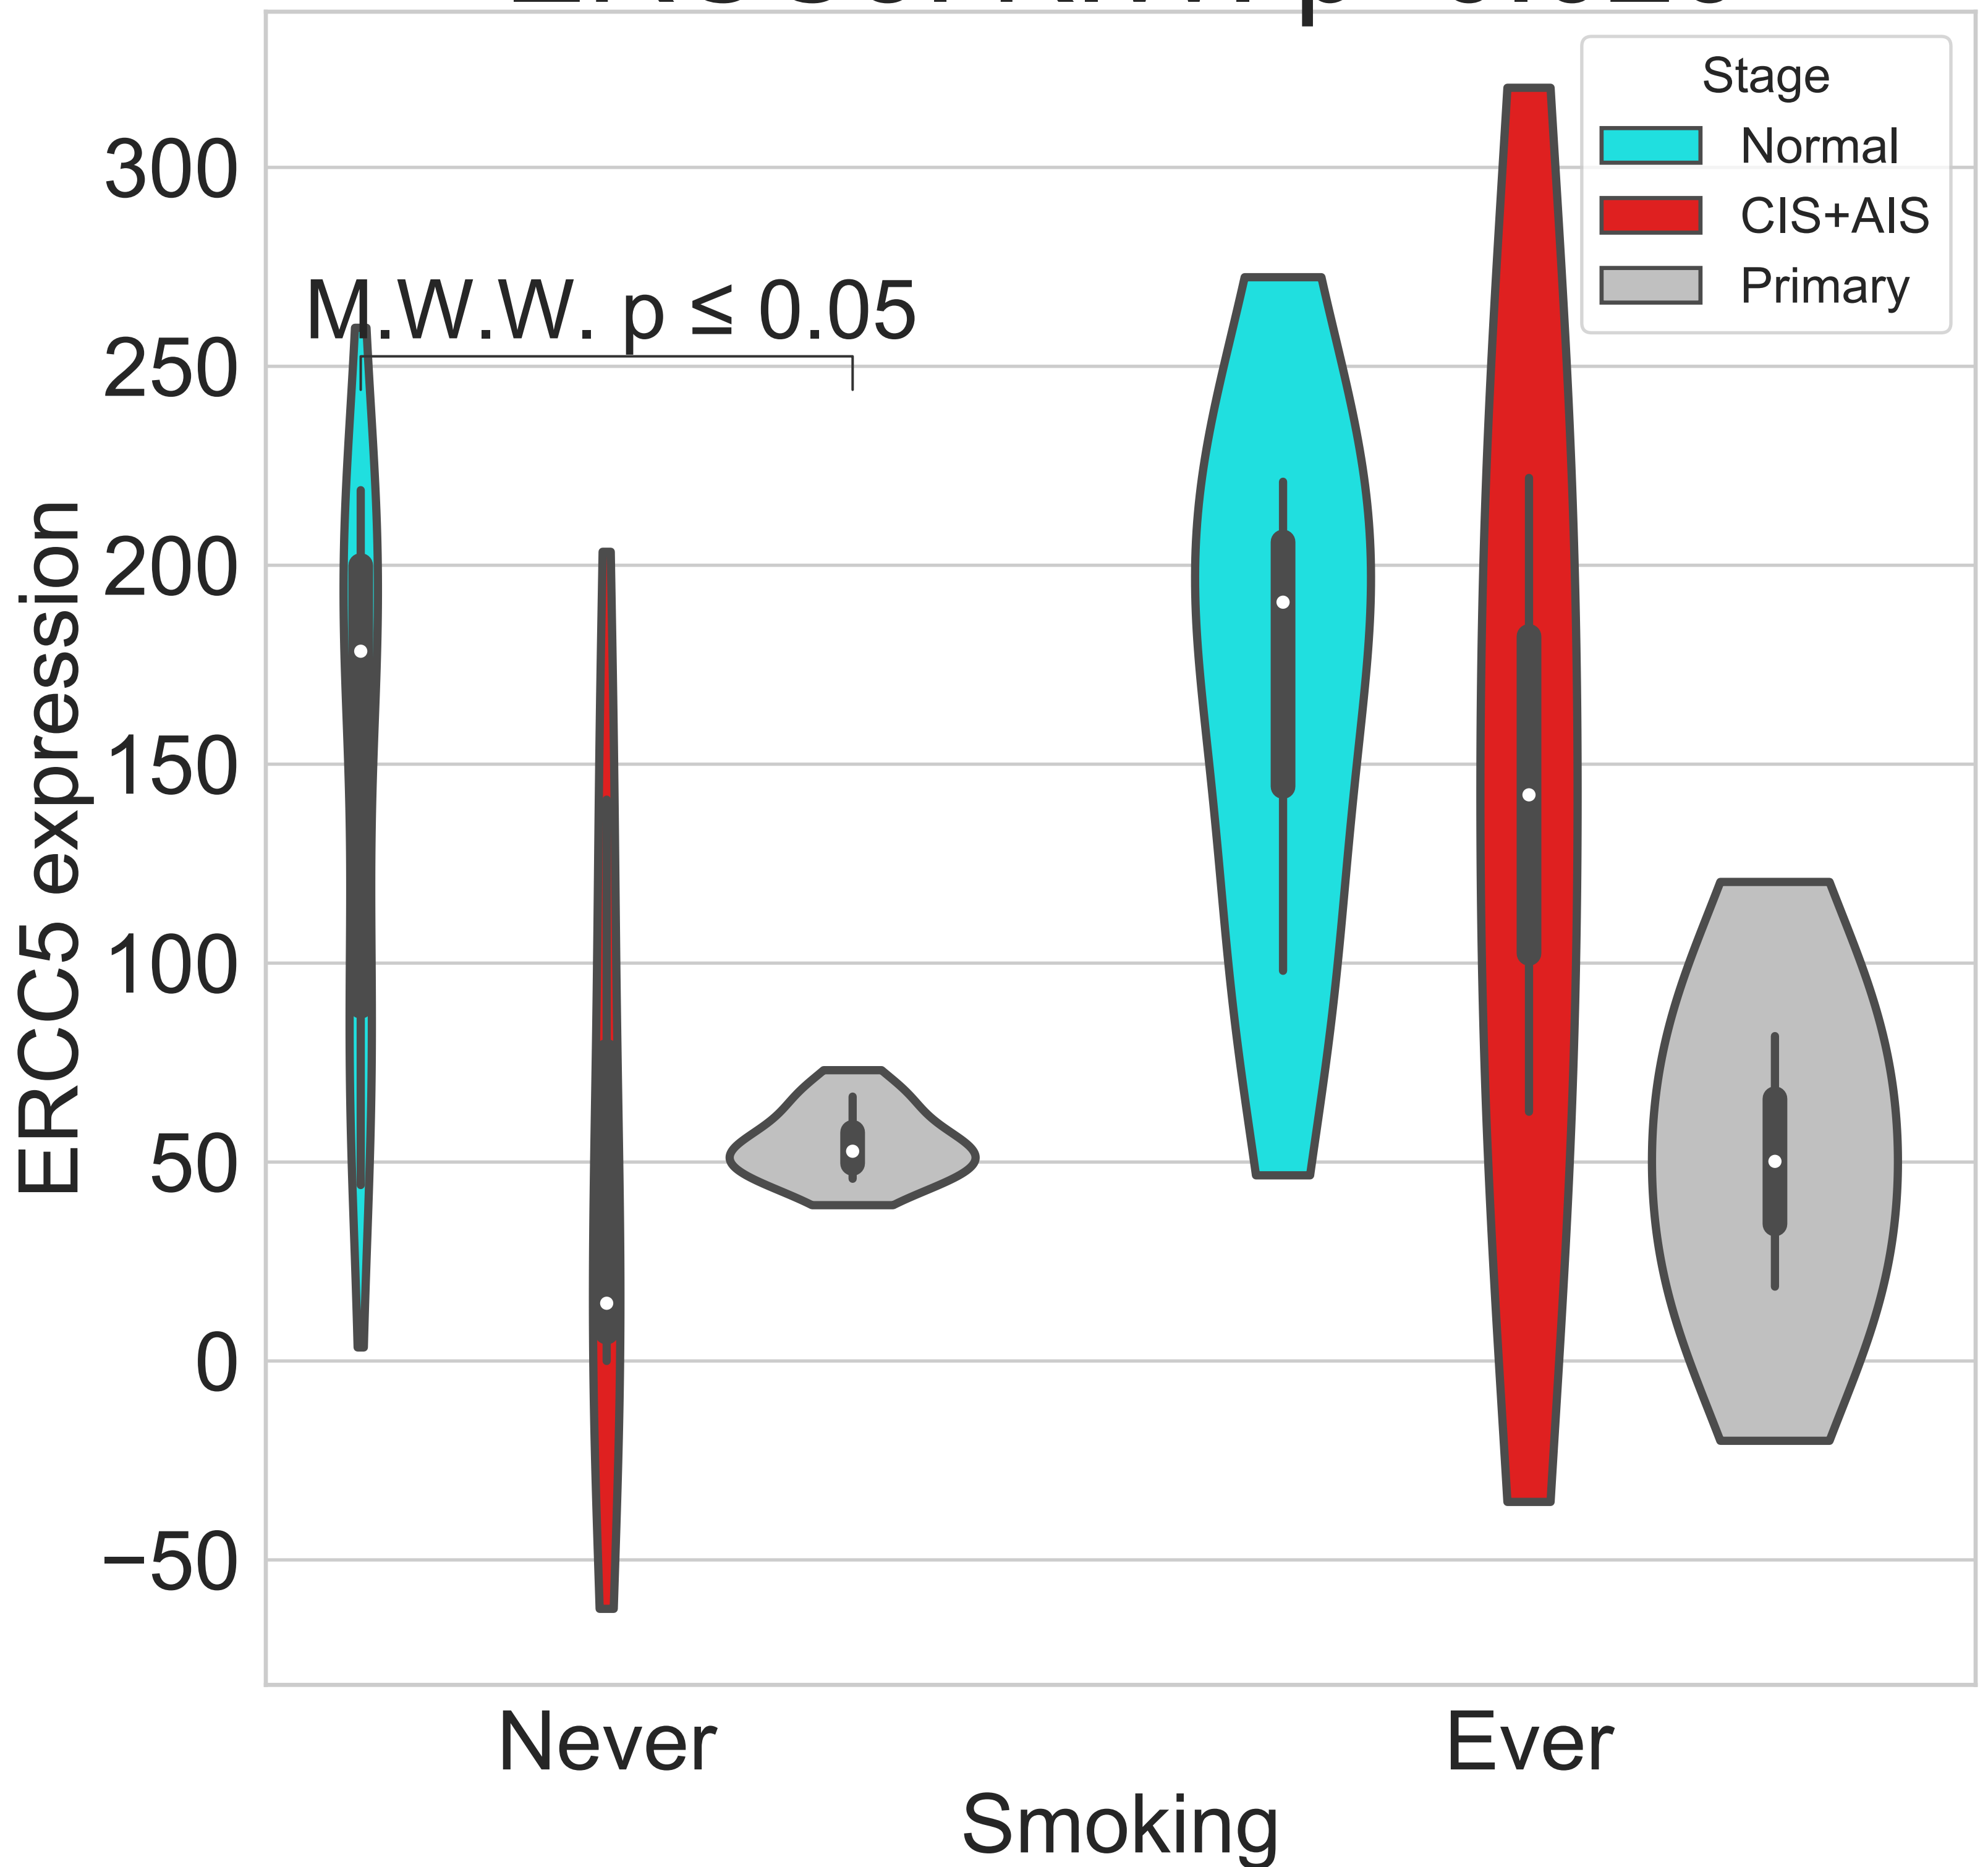 Stage
Normal
CIS+AIS
Primary
M.W.W. p ≤ 0.05
300
250
200
150
100
50
0
−50
ERCC5 expression
Never
Ever
Smoking